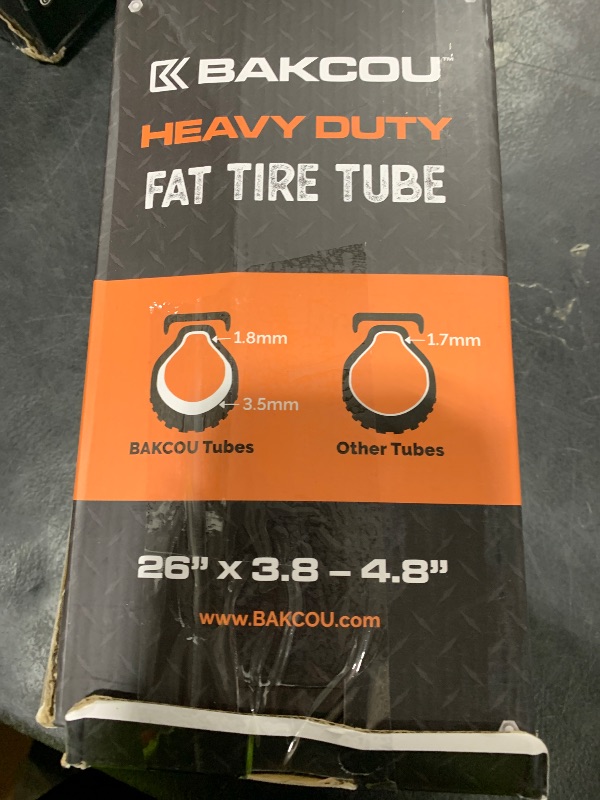 BAKCOU™
HEAVY DUTY
FAT TIRE TUBE
1.8mm
3.5mm
BAKCOU Tubes
1.7mm
Other Tubes
26” x 3.8 – 4.8”
www.BAKCOU.com